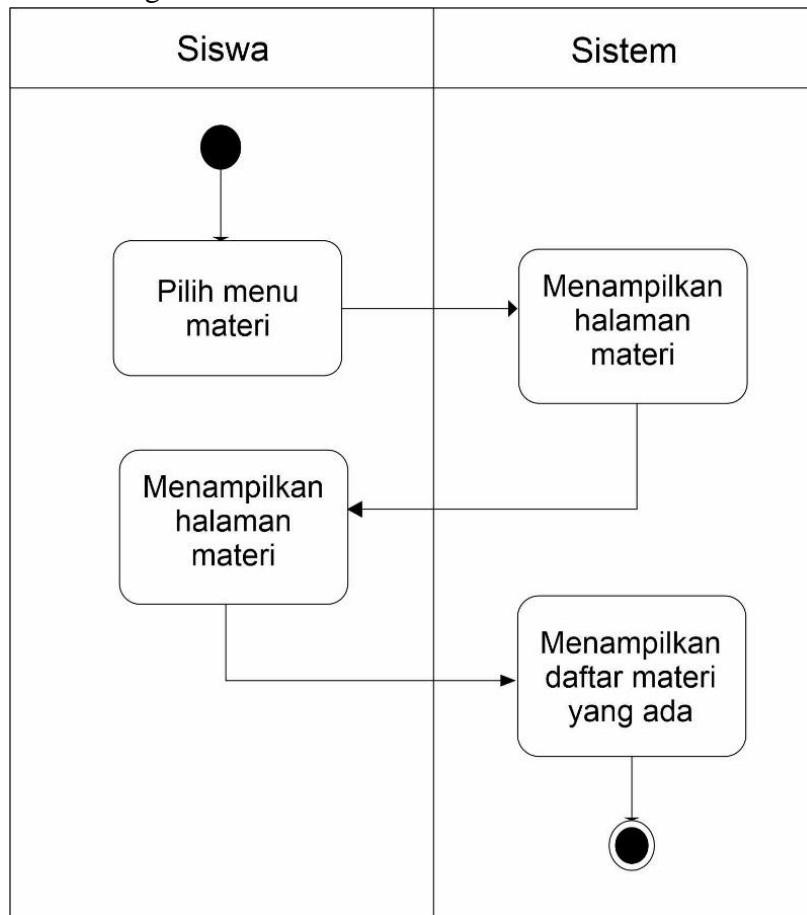 Siswa
Sistem
Pilih menu
materi
Menampilkan
halaman
materi
Menampilkan
halaman
materi
Menampilkan
daftar materi
yang ada